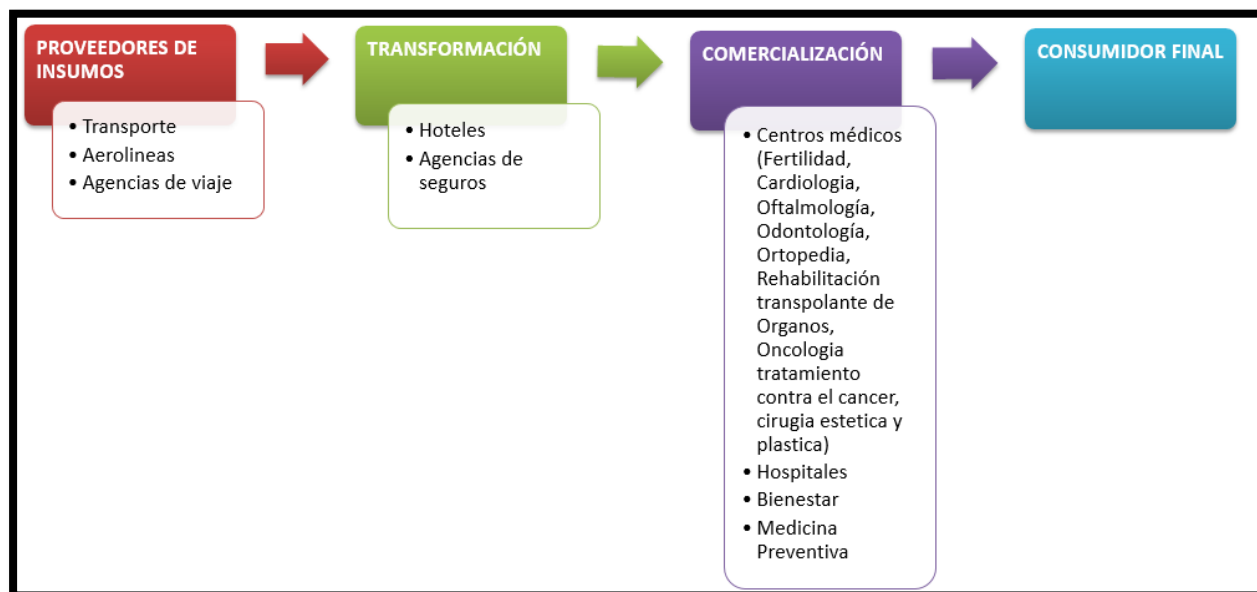 PROVEEDORES DE
INSUMOS
• Transporte
• Aerolineas
• Agencias de viaje
TRANSFORMACIÓN
• Hoteles
• Agencias de
seguros
COMERCIALIZACIÓN
• Centros médicos
(Fertilidad,
Cardiologia,
Oftalmología,
Odontología,
Ortopedia,
Rehabilitación
transpolante de
Organos,
Oncologia
tratamiento
contra el cancer,
cirugia estetica y
plastica)
• Hospitales
• Bienestar
• Medicina
Preventiva
CONSUMIDOR FINAL